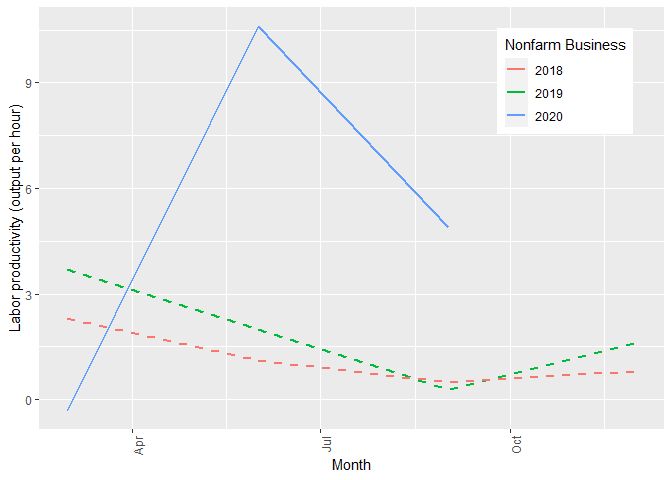 Nonfarm Business
2018
2019
2020
Labor productivity (output per hour)
9
6
3
0
Apr
Jul
Oct
Month